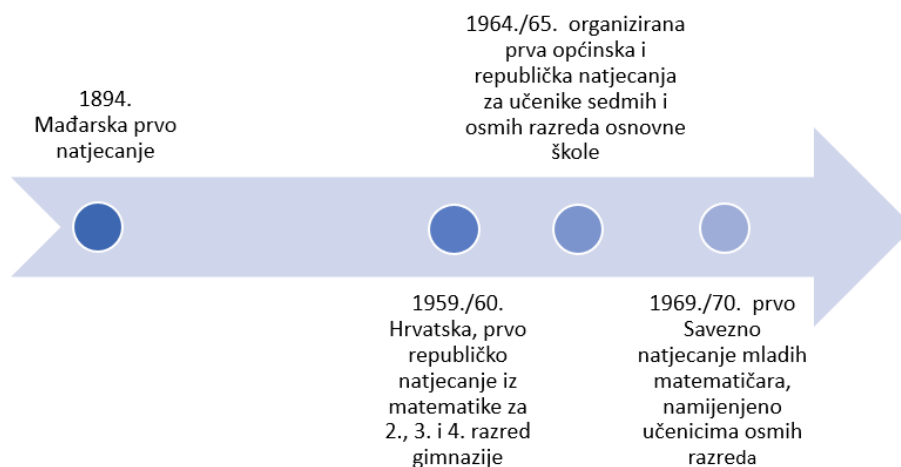 1894.
Mađarska prvo
natjecanje
1959./60.
Hrvatska, prvo
republičko
natjecanje iz
matematike za
2., 3. i 4. razred
gimnazije
1964./65. organizirana
prva općinska i
republička natjecanja
za učenike sedmih i
osmih razreda osnovne
škole
1969./70. prvo
Savezno
natjecanje mladih
matematičara,
namijenjeno
učenicima osmih
razreda